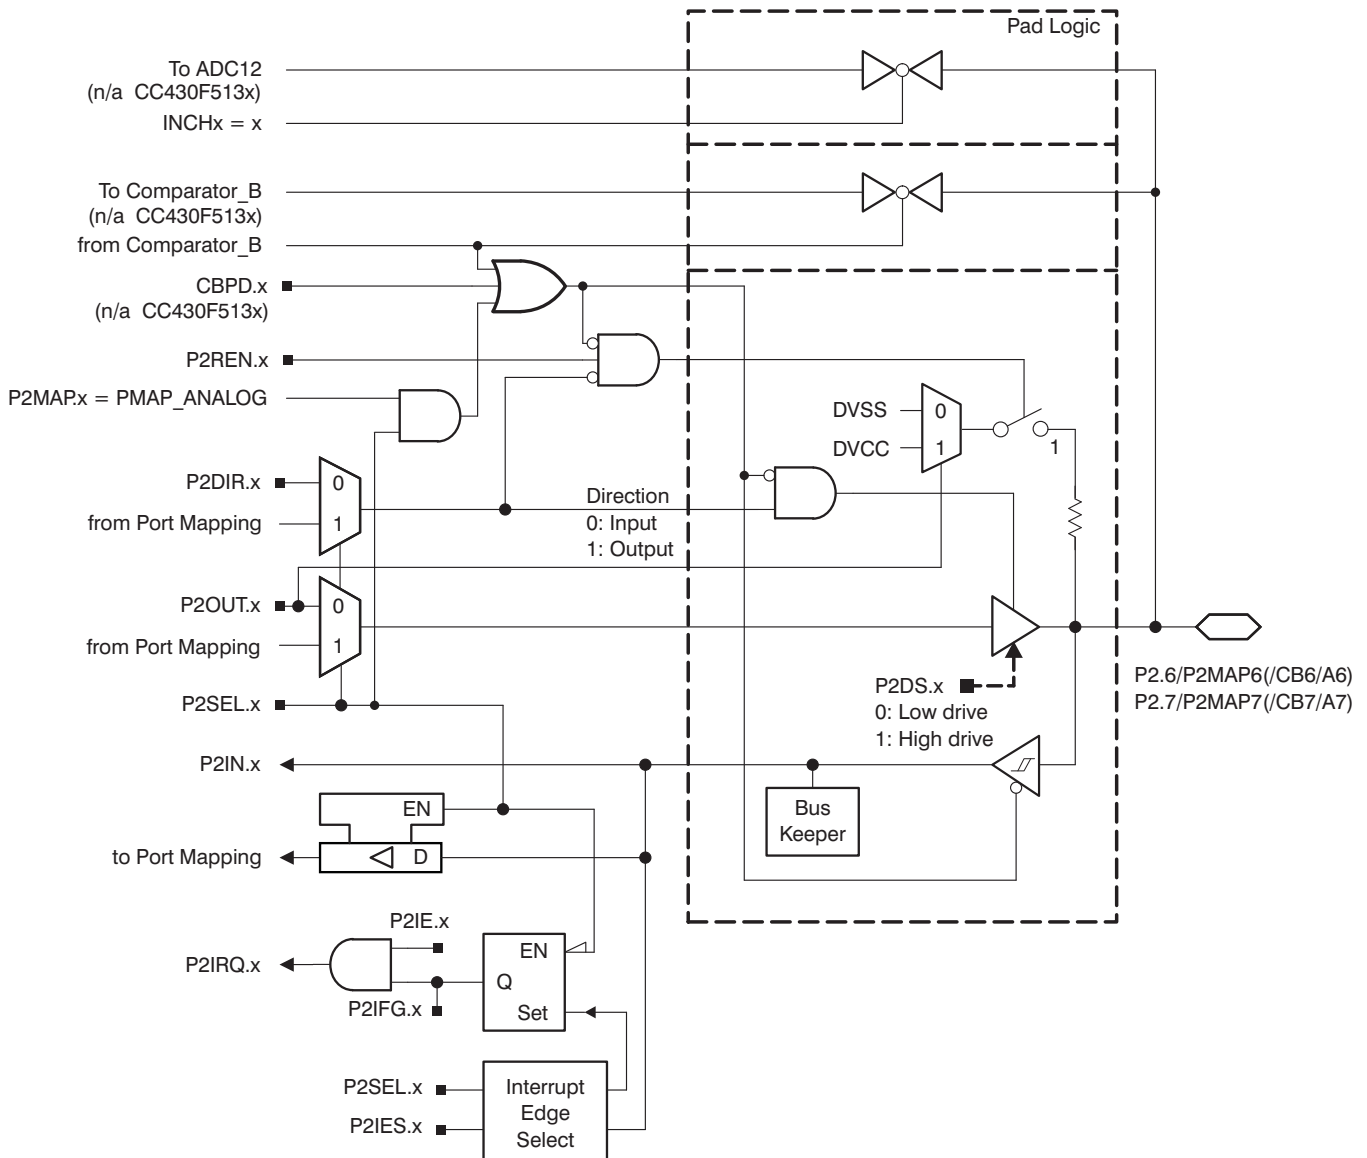 Pad Logic
To ADC12
(n/a CC430F513x)
INCHx = x
To Comparator_B
(n/a CC430F513x)
from Comparator_B
CBPD.x
(n/a CC430F513x)
P2REN.x
P2MAP.x = PMAP_ANALOG
DVSS
0
DVCC
1
1
P2DIR.x
0
from Port Mapping
1
Direction
0: Input
1: Output
P2OUT.x
0
from Port Mapping
1
P2SEL.x
P2DS.x
0: Low drive
1: High drive
P2.6/P2MAP6(/CB6/A6)
P2.7/P2MAP7(/CB7/A7)
P2IN.x
EN
Bus
Keeper
to Port Mapping
D
P2IE.x
P2IRQ.x
EN
Q
P2IFG.x
Set
P2SEL.x
P2IES.x
Interrupt
Edge
Select